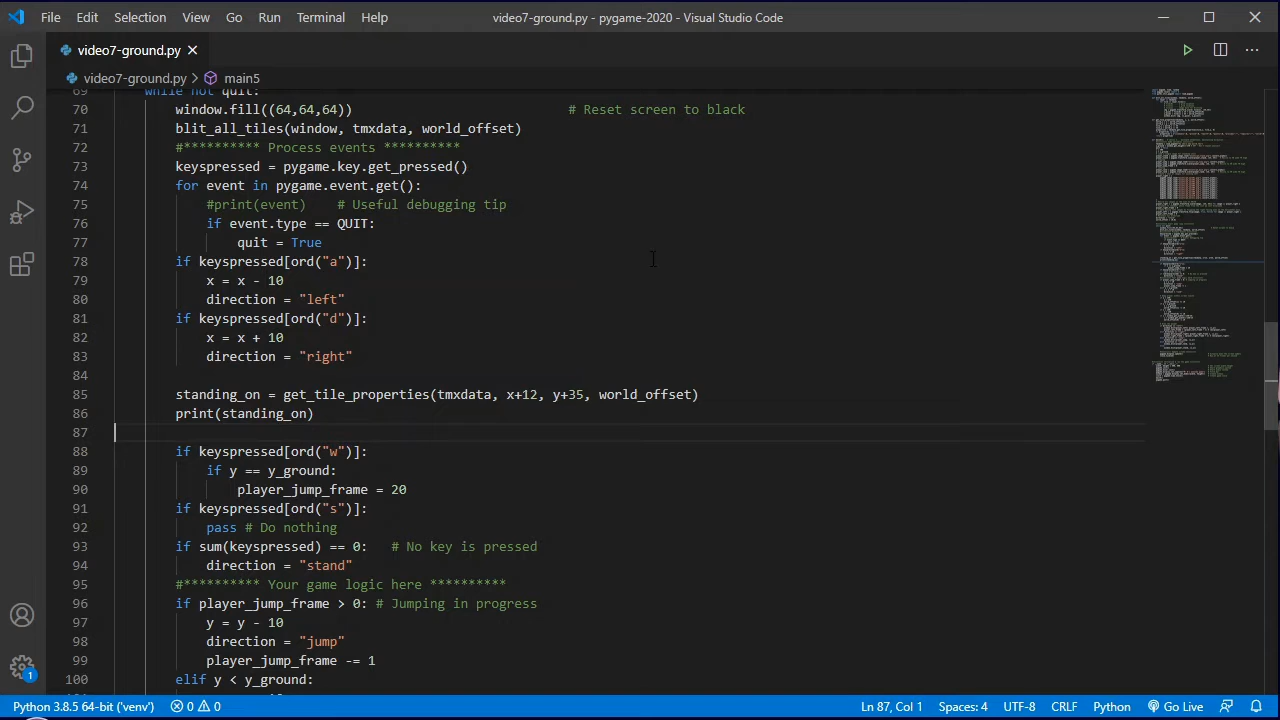 File Edit Selection View Go Run Terminal Help
video7-ground.py - pygame-2020 - Visual Studio Code
video7-ground.py
video7-ground.py > main5
69 while not quit:
70 window.fill((64,64,64)) # Reset screen to black
71 blit_all_tiles(window, tmxdata, world_offset)
72 #********** Process events **********
73 keyspressed = pygame.key.get_pressed()
74 for event in pygame.event.get():
75 #print(event) # Useful debugging tip
76 if event.type == QUIT:
77 quit = True
78 if keyspressed[ord("a")]:
79 x = x - 10
80 direction = "left"
81 if keyspressed[ord("d")]:
82 x = x + 10
83 direction = "right"
84
85 standing_on = get_tile_properties(tmxdata, x+12, y+35, world_offset)
86 print(standing_on)
87
88 if keyspressed[ord("w")]:
89 if y == y_ground:
90 player_jump_frame = 20
91 if keyspressed[ord("s")]:
92 pass # Do nothing
93 if sum(keyspressed) == 0: # No key is pressed
94 direction = "stand"
95 #********** Your game logic here **********
96 if player_jump_frame > 0: # Jumping in progress
97 y = y - 10
98 direction = "jump"
99 player_jump_frame -= 1
100 elif y < y_ground:
1
Python 3.8.5 64-bit ('venv') 0 0 Ln 87, Col 1 Spaces: 4 UTF-8 CRLF Python Go Live